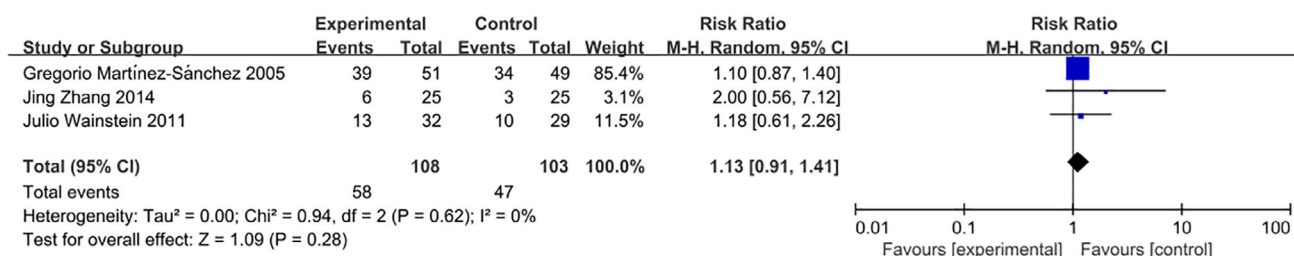 Experimental Control Risk Ratio Risk Ratio
Study or Subgroup Events Total Events Total Weight M-H, Random, 95% CI M-H, Random, 95% CI
Gregorio Martínez-Sánchez 2005 39 51 34 49 85.4% 1.10 [0.87, 1.40]
Jing Zhang 2014 6 25 3 25 3.1% 2.00 [0.56, 7.12]
Julio Wainstein 2011 13 32 10 29 11.5% 1.18 [0.61, 2.26]
Total (95% CI) 108 103 100.0% 1.13 [0.91, 1.41]
Total events 58 47
Heterogeneity: Tau² = 0.00; Chi² = 0.94, df = 2 (P = 0.62); I² = 0%
Test for overall effect: Z = 1.09 (P = 0.28)
0.01 0.1 1 10 100
Favours [experimental] Favours [control]